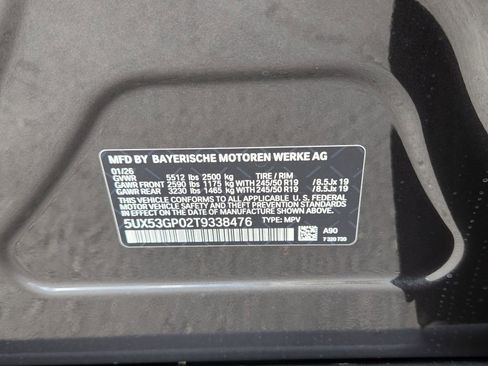 MFD BY BAYERISCHE MOTOREN WERKE AG
01/26
GVWR 5512 lbs 2500 kg TIRE / RIM
GAWR FRONT 2590 lbs 1175 kg WITH 245/50 R19 /8.5Jx 19
GAWR REAR 3230 lbs 1465 kg WITH 245/50 R19 /8.5Jx 19
THIS VEHICLE CONFORMS TO ALL APPLICABLE U.S. FEDERAL
MOTOR VEHICLE SAFETY STANDARDS IN EFFECT ON THE
DATE OF MANUFACTURE SHOWN ABOVE.
5UX53GP02T9338476 TYPE: MPV
A90
7 320 720